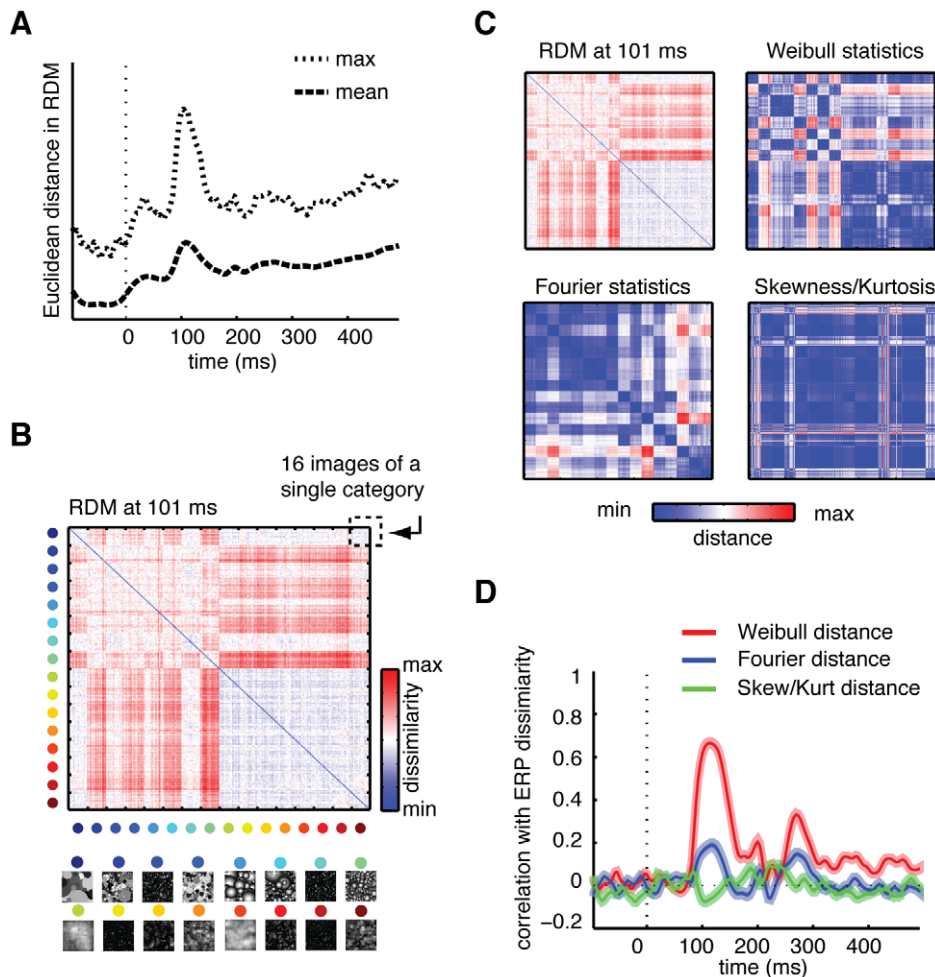 A
max
mean
Euclidean distance in RDM
0
100
200
300
400
time (ms)
B
16 images of a
single category
RDM at 101 ms
max
dissimilarity
min
C
RDM at 101 ms
Weibull statistics
Fourier statistics
Skewness/Kurtosis
min
max
distance
D
Weibull distance
Fourier distance
Skew/Kurt distance
correlation with ERP dissimiarity
1
0.8
0.6
0.4
0.2
0
−0.2
0
100
200
300
400
time (ms)